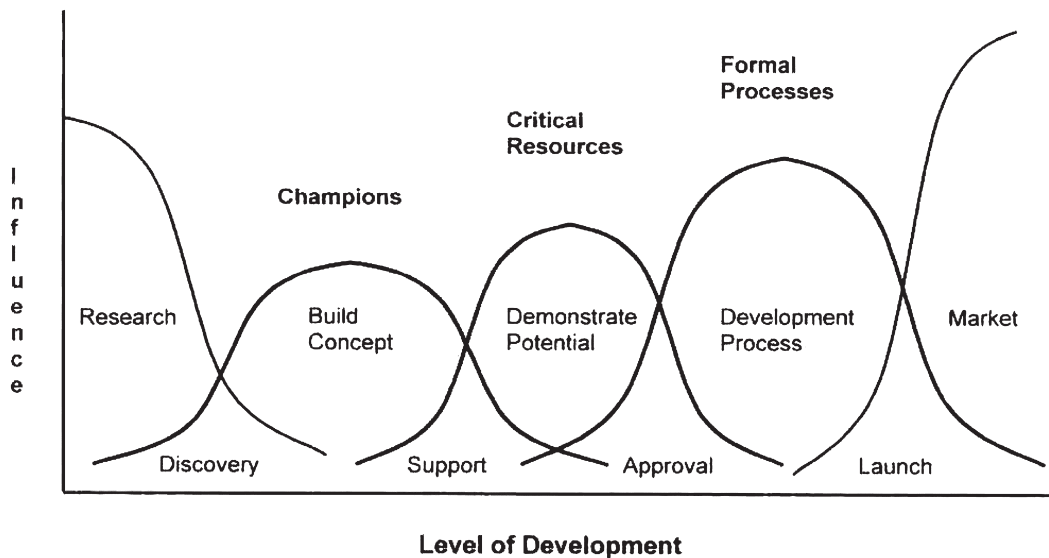 Formal
Processes
Critical
Resources
Champions
Influence
Research
Build
Concept
Demonstrate
Potential
Development
Process
Market
Discovery
Support
Approval
Launch
Level of Development